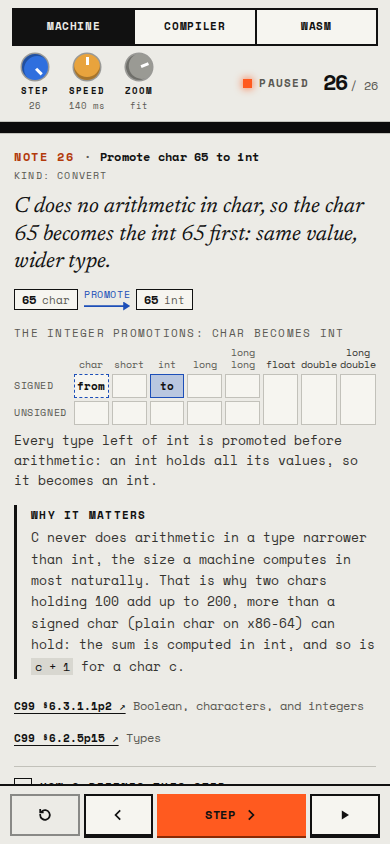 MACHINE COMPILER WASM
STEP SPEED ZOOM
26 140 ms fit
PAUSED 26 / 26
NOTE 26 · Promote char 65 to int
KIND: CONVERT
C does no arithmetic in char, so the char
65 becomes the int 65 first: same value,
wider type.
65 char PROMOTE 65 int
THE INTEGER PROMOTIONS: CHAR BECOMES INT
char short int long long long float double long double
SIGNED from to
UNSIGNED
Every type left of int is promoted before
arithmetic: an int holds all its values, so
it becomes an int.
WHY IT MATTERS
C never does arithmetic in a type narrower
than int, the size a machine computes in
most naturally. That is why two chars
holding 100 add up to 200, more than a
signed char (plain char on x86-64) can
hold: the sum is computed in int, and so is
c + 1 for a char c.
C99 §6.3.1.1p2 ↗ Boolean, characters, and integers
C99 §6.2.5p15 ↗ Types
STEP